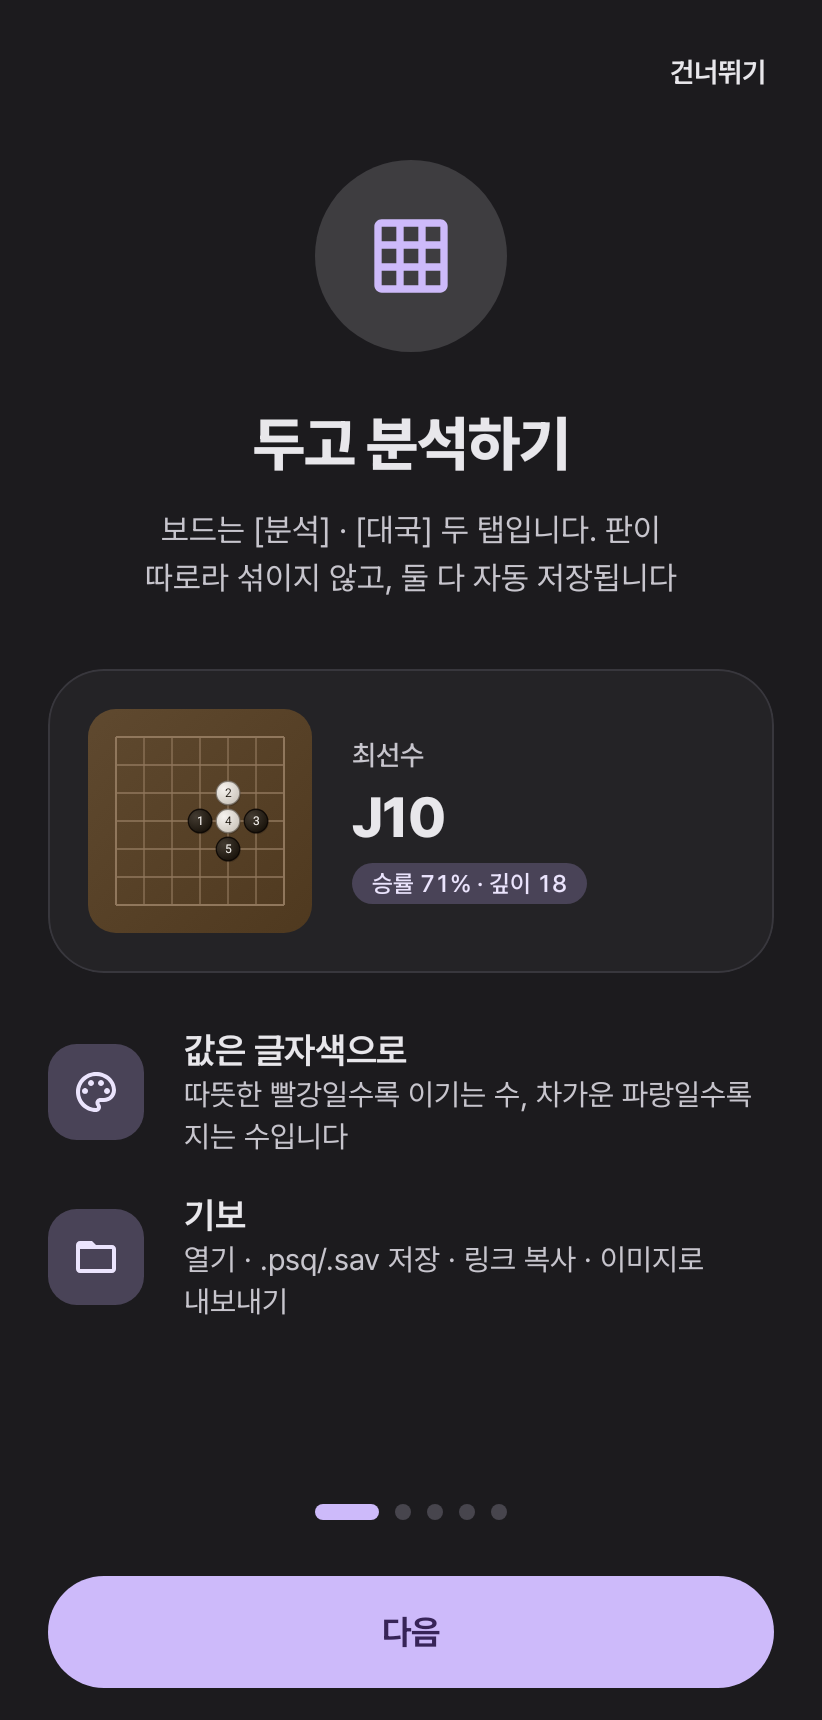 건너뛰기
두고 분석하기
보드는 [분석] · [대국] 두 탭입니다. 판이
따로라 섞이지 않고, 둘 다 자동 저장됩니다
최선수
J10
승률 71% · 깊이 18
2
1 4 3
5
값은 글자색으로
따뜻한 빨강일수록 이기는 수, 차가운 파랑일수록
지는 수입니다
기보
열기 · .psq/.sav 저장 · 링크 복사 · 이미지로
내보내기
다음